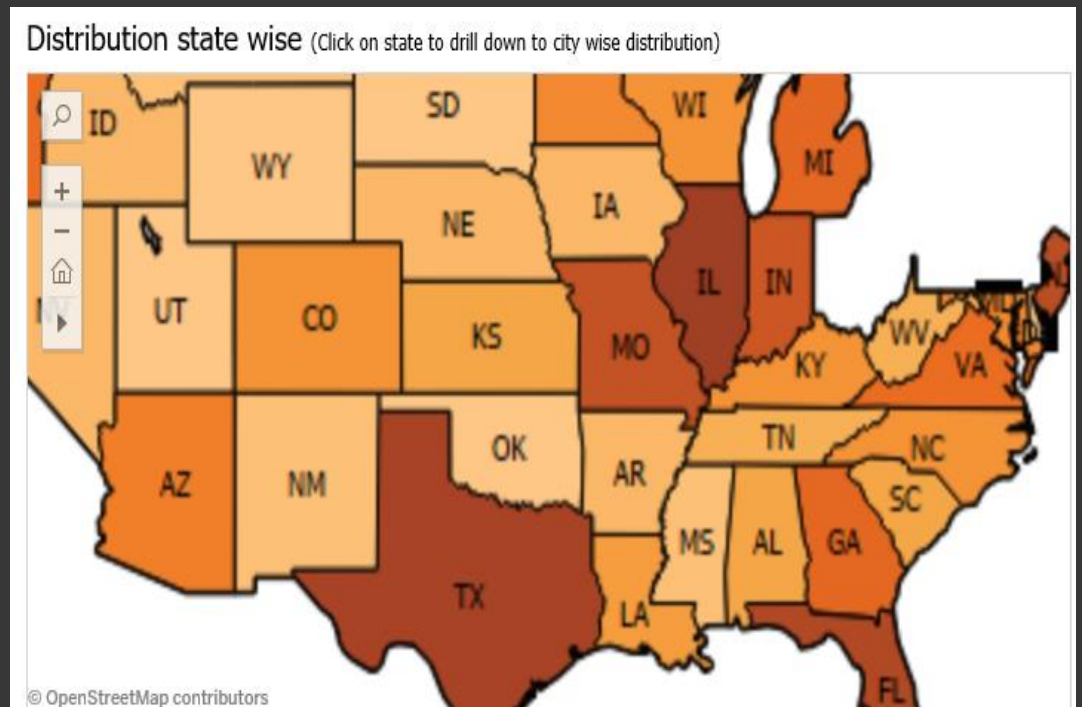 Distribution state wise (Click on state to drill down to city wise distribution)
SD
WI
ID
MI
WY
IA
NE
IL
IN
NV
UT
CO
KS
MO
WV
KY
VA
TN
NC
OK
AR
AZ
NM
SC
MS
AL
GA
TX
LA
FL
© OpenStreetMap contributors